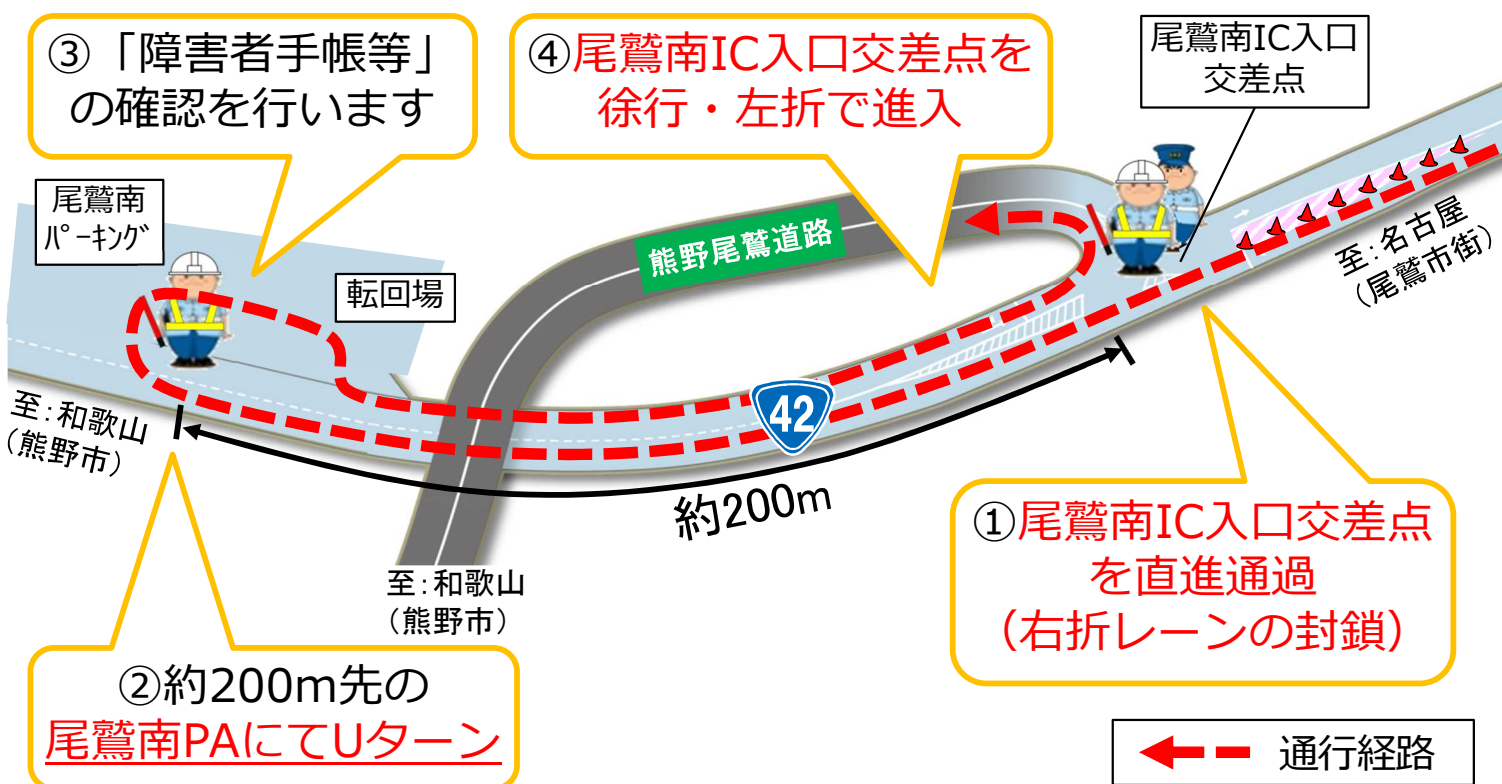 ③「障害者手帳等」
の確認を行います
④尾鷲南IC入口交差点を
徐行・左折で進入
尾鷲南IC入口
交差点
尾鷲南
ﾊﾟｰｷﾝｸﾞ
転回場
熊野尾鷲道路
至:名古屋
(尾鷲市街)
至:和歌山
(熊野市)
42
約200m
至:和歌山
(熊野市)
①尾鷲南IC入口交差点
を直進通過
（右折レーンの封鎖）
②約200m先の
尾鷲南PAにてUターン
通行経路